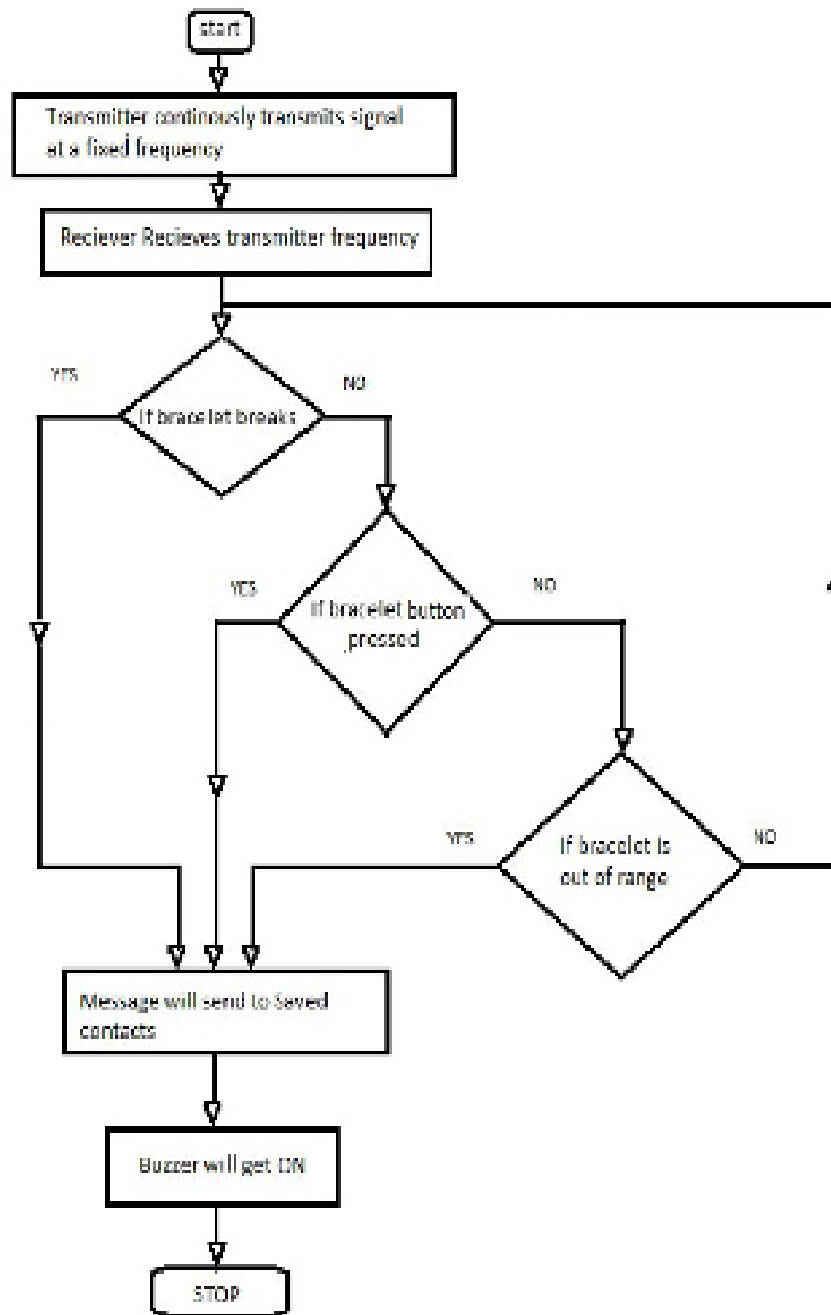 start
Transmitter continously transmits signal
at a fixed frequency
Reciever Recieves transmitter frequency
YES
NO
If bracelet breaks
YES
NO
If bracelet button
pressed
YES
NO
If bracelet is
out of range
Message will send to Saved
contacts
Buzzer will get ON
STOP